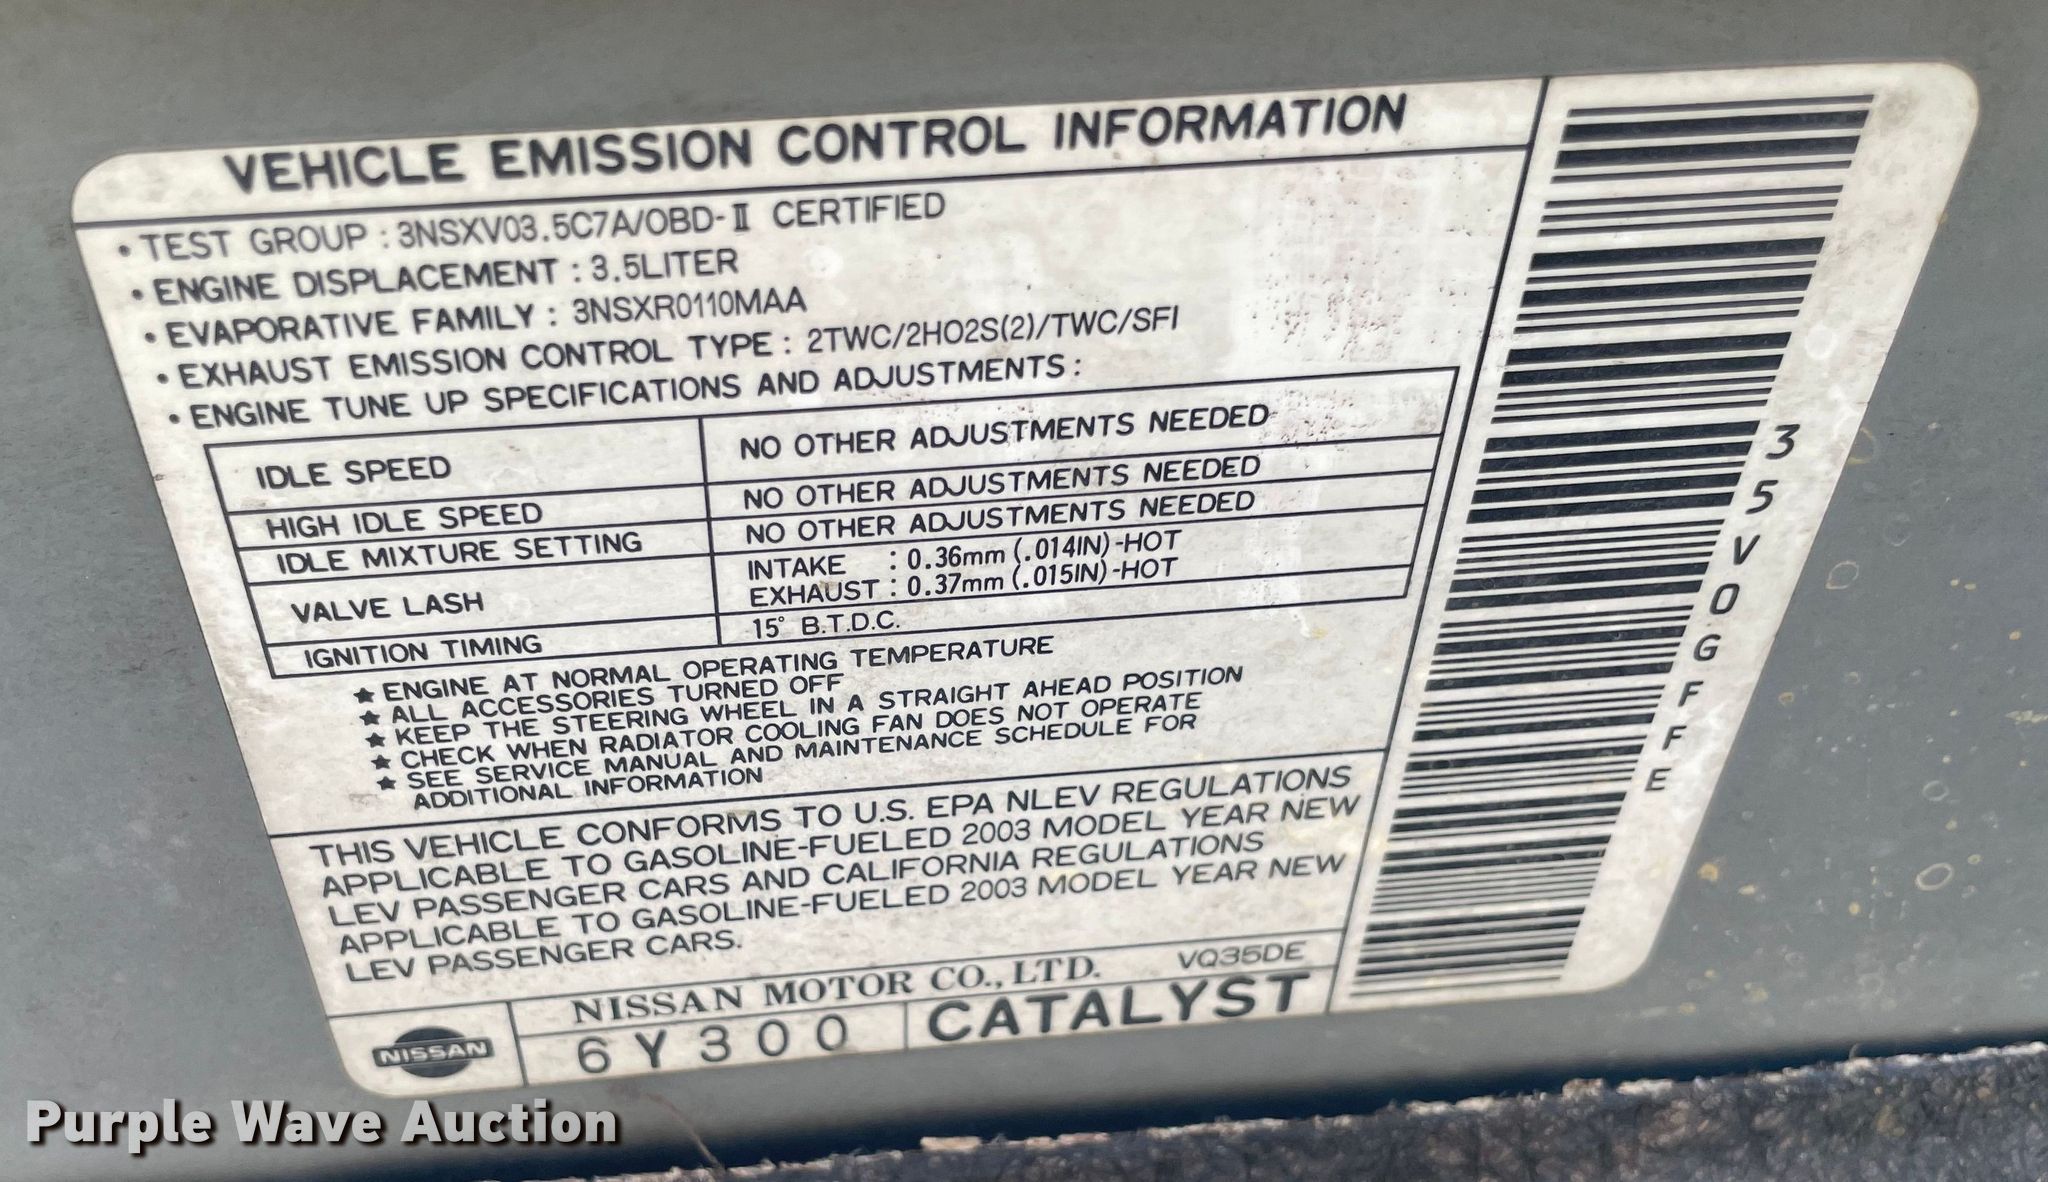 VEHICLE EMISSION CONTROL INFORMATION
• TEST GROUP : 3NSXV03.5C7A/OBD-II CERTIFIED
• ENGINE DISPLACEMENT : 3.5LITER
• EVAPORATIVE FAMILY : 3NSXR0110MAA
• EXHAUST EMISSION CONTROL TYPE : 2TWC/2HO2S(2)/TWC/SFI
• ENGINE TUNE UP SPECIFICATIONS AND ADJUSTMENTS :
IDLE SPEED NO OTHER ADJUSTMENTS NEEDED
HIGH IDLE SPEED NO OTHER ADJUSTMENTS NEEDED
IDLE MIXTURE SETTING NO OTHER ADJUSTMENTS NEEDED
VALVE LASH INTAKE : 0.36mm (.014IN)-HOT
EXHAUST : 0.37mm (.015IN)-HOT
IGNITION TIMING 15° B.T.D.C.
★ ENGINE AT NORMAL OPERATING TEMPERATURE
★ ALL ACCESSORIES TURNED OFF
★ KEEP THE STEERING WHEEL IN A STRAIGHT AHEAD POSITION
★ CHECK WHEN RADIATOR COOLING FAN DOES NOT OPERATE
★ SEE SERVICE MANUAL AND MAINTENANCE SCHEDULE FOR
ADDITIONAL INFORMATION
THIS VEHICLE CONFORMS TO U.S. EPA NLEV REGULATIONS
APPLICABLE TO GASOLINE-FUELED 2003 MODEL YEAR NEW
LEV PASSENGER CARS AND CALIFORNIA REGULATIONS
APPLICABLE TO GASOLINE-FUELED 2003 MODEL YEAR NEW
LEV PASSENGER CARS.
NISSAN MOTOR CO., LTD. VQ35DE
NISSAN 6Y300 CATALYST
35V0GFFE
Purple Wave Auction